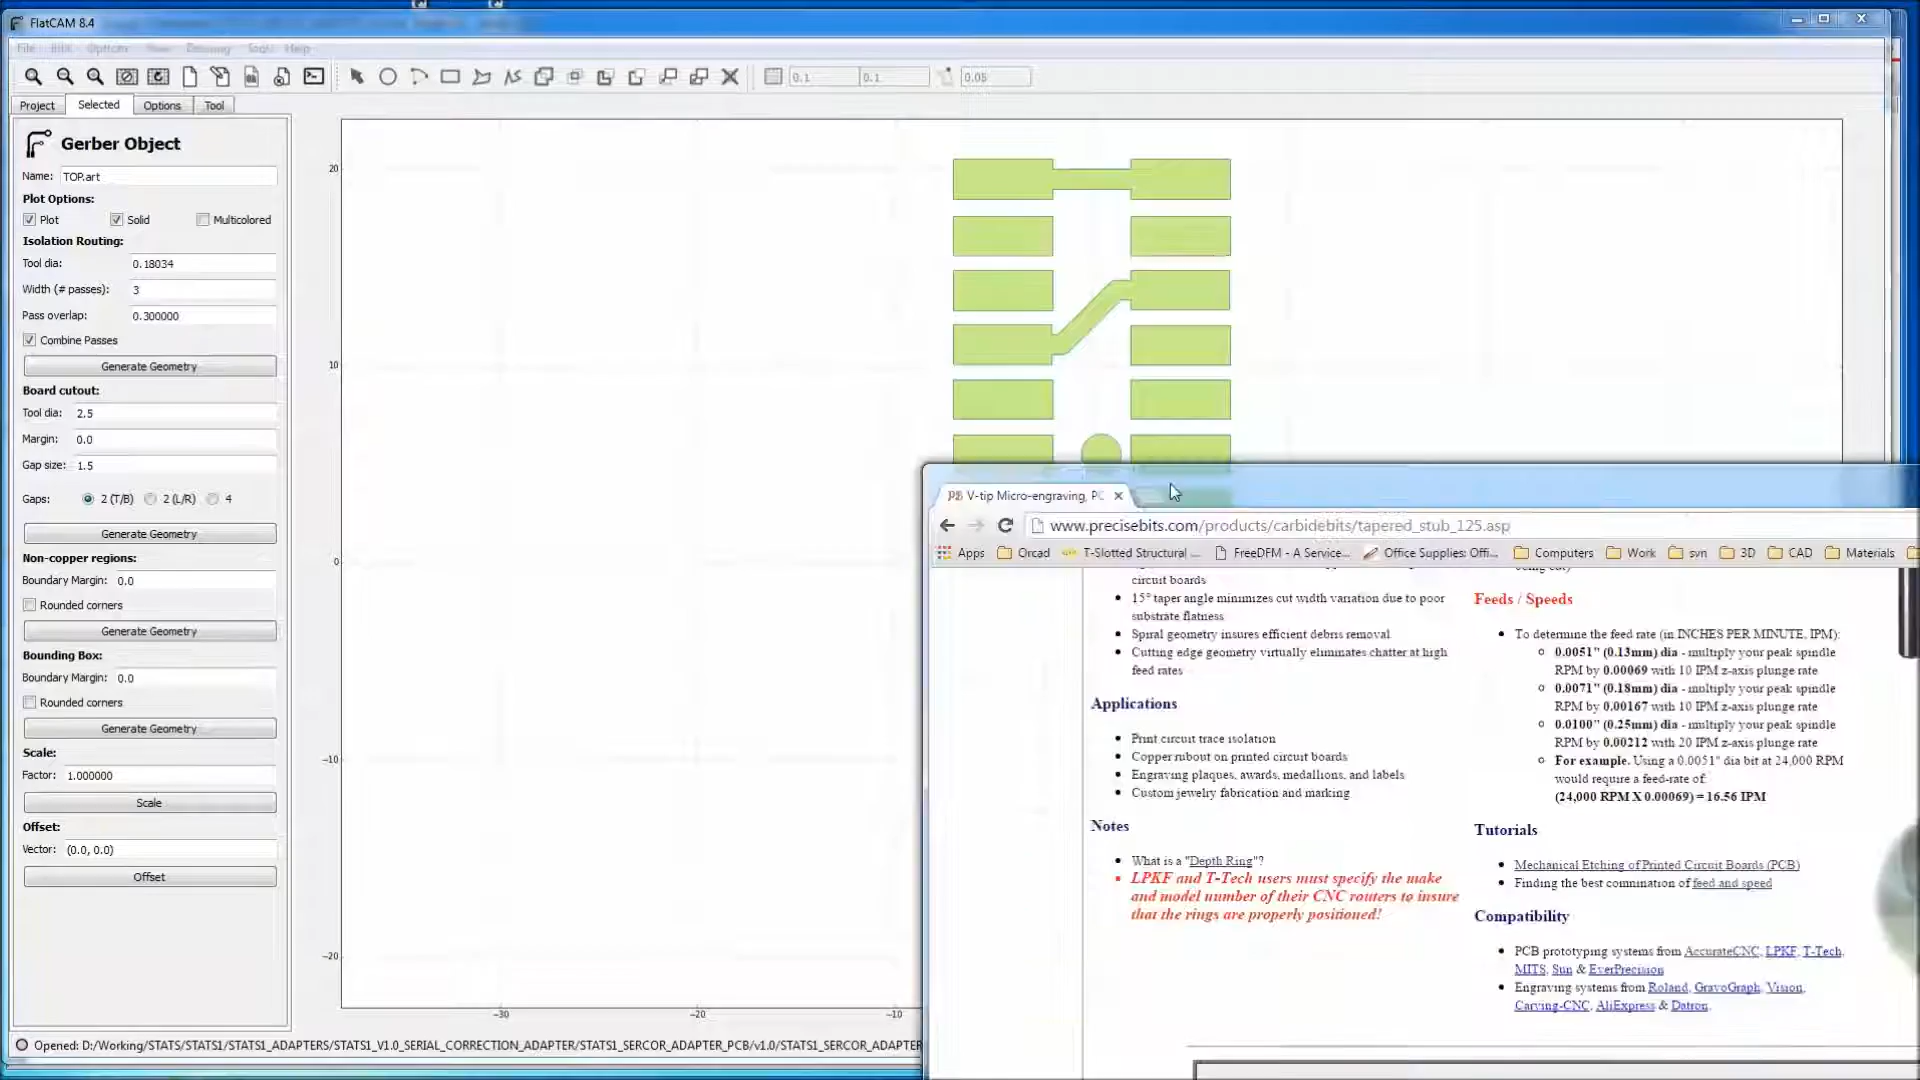 FlatCAM 8.4
File Edit Options View Drawing Tool Help
0.1 0.1 0.05
Project Selected Options Tool
Gerber Object
Name: TOP.art
Plot Options:
Plot Solid Multicolored
Isolation Routing:
Tool dia: 0.18034
Width (# passes): 3
Pass overlap: 0.300000
Combine Passes
Generate Geometry
Board cutout:
Tool dia: 2.5
Margin: 0.0
Gap size: 1.5
Gaps: 2 (T/B) 2 (L/R) 4
Generate Geometry
Non-copper regions:
Boundary Margin: 0.0
Rounded corners
Generate Geometry
Bounding Box:
Boundary Margin: 0.0
Rounded corners
Generate Geometry
Scale:
Factor: 1.000000
Scale
Offset:
Vector: (0.0, 0.0)
Offset
20
10
0
−10
−20
−30 −20 −10
Opened: D:/Working/STATS/STATS1/STATS1_ADAPTERS/STATS1_V1.0_SERIAL_CORRECTION_ADAPTER/STATS1_SERCOR_ADAPTER_PCB/v1.0/STATS1_SERCOR_ADAPTER
PB V-tip Micro-engraving, PC
www.precisebits.com/products/carbidebits/tapered_stub_125.asp
Apps Orcad T-Slotted Structural ... FreeDFM - A Service... Office Supplies: Offi... Computers Work svn 3D CAD Materials
circuit boards
15° taper angle minimizes cut width variation due to poor
substrate flatness
Spiral geometry insures efficient debris removal
Cutting edge geometry virtually eliminates chatter at high
feed rates
Applications
Print circuit trace isolation
Copper rubout on printed circuit boards
Engraving plaques, awards, medallions, and labels
Custom jewelry fabrication and marking
Notes
What is a "Depth Ring"?
LPKF and T-Tech users must specify the make
and model number of their CNC routers to insure
that the rings are properly positioned!
Feeds / Speeds
To determine the feed rate (in INCHES PER MINUTE, IPM):
0.0051" (0.13mm) dia - multiply your peak spindle
RPM by 0.00069 with 10 IPM z-axis plunge rate
0.0071" (0.18mm) dia - multiply your peak spindle
RPM by 0.00167 with 10 IPM z-axis plunge rate
0.0100" (0.25mm) dia - multiply your peak spindle
RPM by 0.00212 with 20 IPM z-axis plunge rate
For example. Using a 0.0051" dia bit at 24,000 RPM
would require a feed-rate of:
(24,000 RPM X 0.00069) = 16.56 IPM
Tutorials
Mechanical Etching of Printed Circuit Boards (PCB)
Finding the best comnination of feed and speed
Compatibility
PCB prototyping systems from AccurateCNC, LPKF, T-Tech,
MITS, Sun & EverPrecision
Engraving systems from Roland, GravoGraph, Vision,
Carving-CNC, AliExpress & Datron.